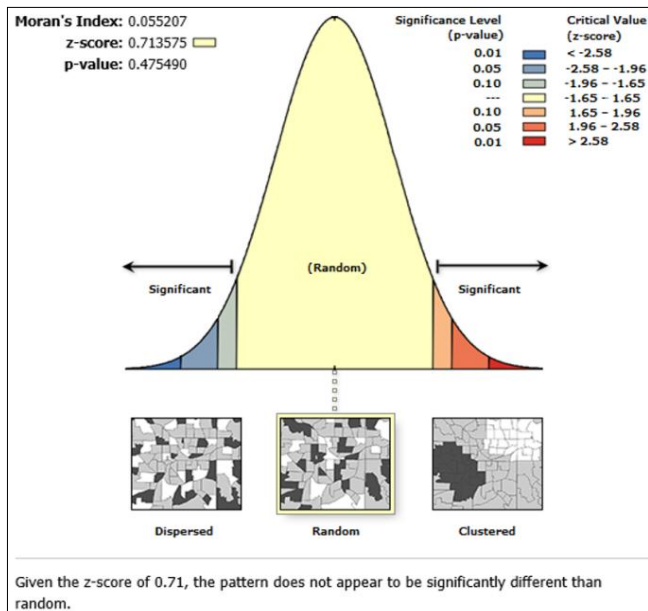 Moran's Index: 0.055207
z-score: 0.713575
p-value: 0.475490
Significance Level
(p-value)
Critical Value
(z-score)
0.01 < -2.58
0.05 -2.58 – -1.96
0.10 -1.96 – -1.65
--- -1.65 – 1.65
0.10 1.65 – 1.96
0.05 1.96 – 2.58
0.01 > 2.58
(Random)
Significant Significant
Dispersed Random Clustered
Given the z-score of 0.71, the pattern does not appear to be significantly different than
random.